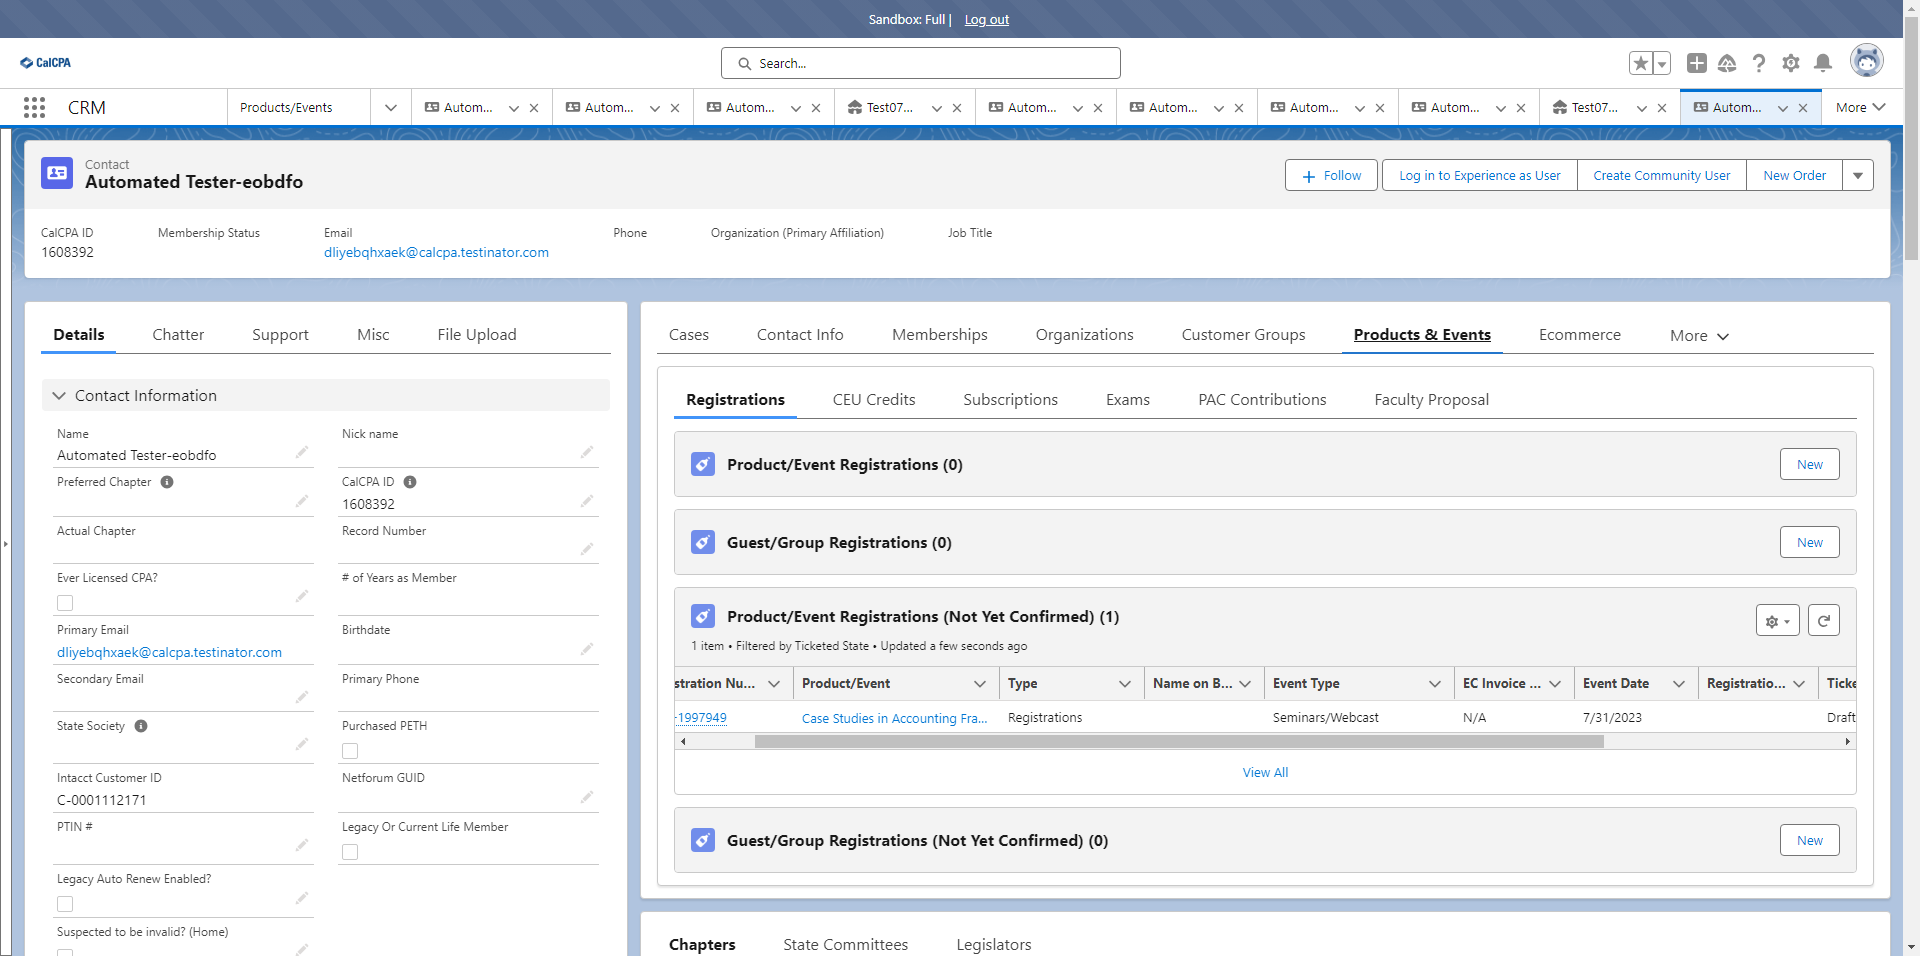 Sandbox: Full | Log out
CalCPA
Search...
CRM
Products/Events
Autom...
Autom...
Autom...
Test07...
Autom...
Autom...
Autom...
Autom...
Test07...
Autom...
More
Contact
Automated Tester-eobdfo
Follow
Log in to Experience as User
Create Community User
New Order
CalCPA ID
Membership Status
Email
Phone
Organization (Primary Affiliation)
Job Title
1608392
dliyebqhxaek@calcpa.testinator.com
Details
Chatter
Support
Misc
File Upload
Contact Information
Name
Automated Tester-eobdfo
Nick name
Preferred Chapter
CalCPA ID
1608392
Actual Chapter
Record Number
Ever Licensed CPA?
# of Years as Member
Primary Email
dliyebqhxaek@calcpa.testinator.com
Birthdate
Secondary Email
Primary Phone
State Society
Purchased PETH
Intacct Customer ID
C-0001112171
Netforum GUID
PTIN #
Legacy Or Current Life Member
Legacy Auto Renew Enabled?
Suspected to be invalid? (Home)
Cases
Contact Info
Memberships
Organizations
Customer Groups
Products & Events
Ecommerce
More
Registrations
CEU Credits
Subscriptions
Exams
PAC Contributions
Faculty Proposal
Product/Event Registrations (0)
New
Guest/Group Registrations (0)
New
Product/Event Registrations (Not Yet Confirmed) (1)
1 item • Filtered by Ticketed State • Updated a few seconds ago
stration Nu...
Product/Event
Type
Name on B...
Event Type
EC Invoice ...
Event Date
Registratio...
Ticke
-1997949
Case Studies in Accounting Fra...
Registrations
Seminars/Webcast
N/A
7/31/2023
Draft
View All
Guest/Group Registrations (Not Yet Confirmed) (0)
New
Chapters
State Committees
Legislators